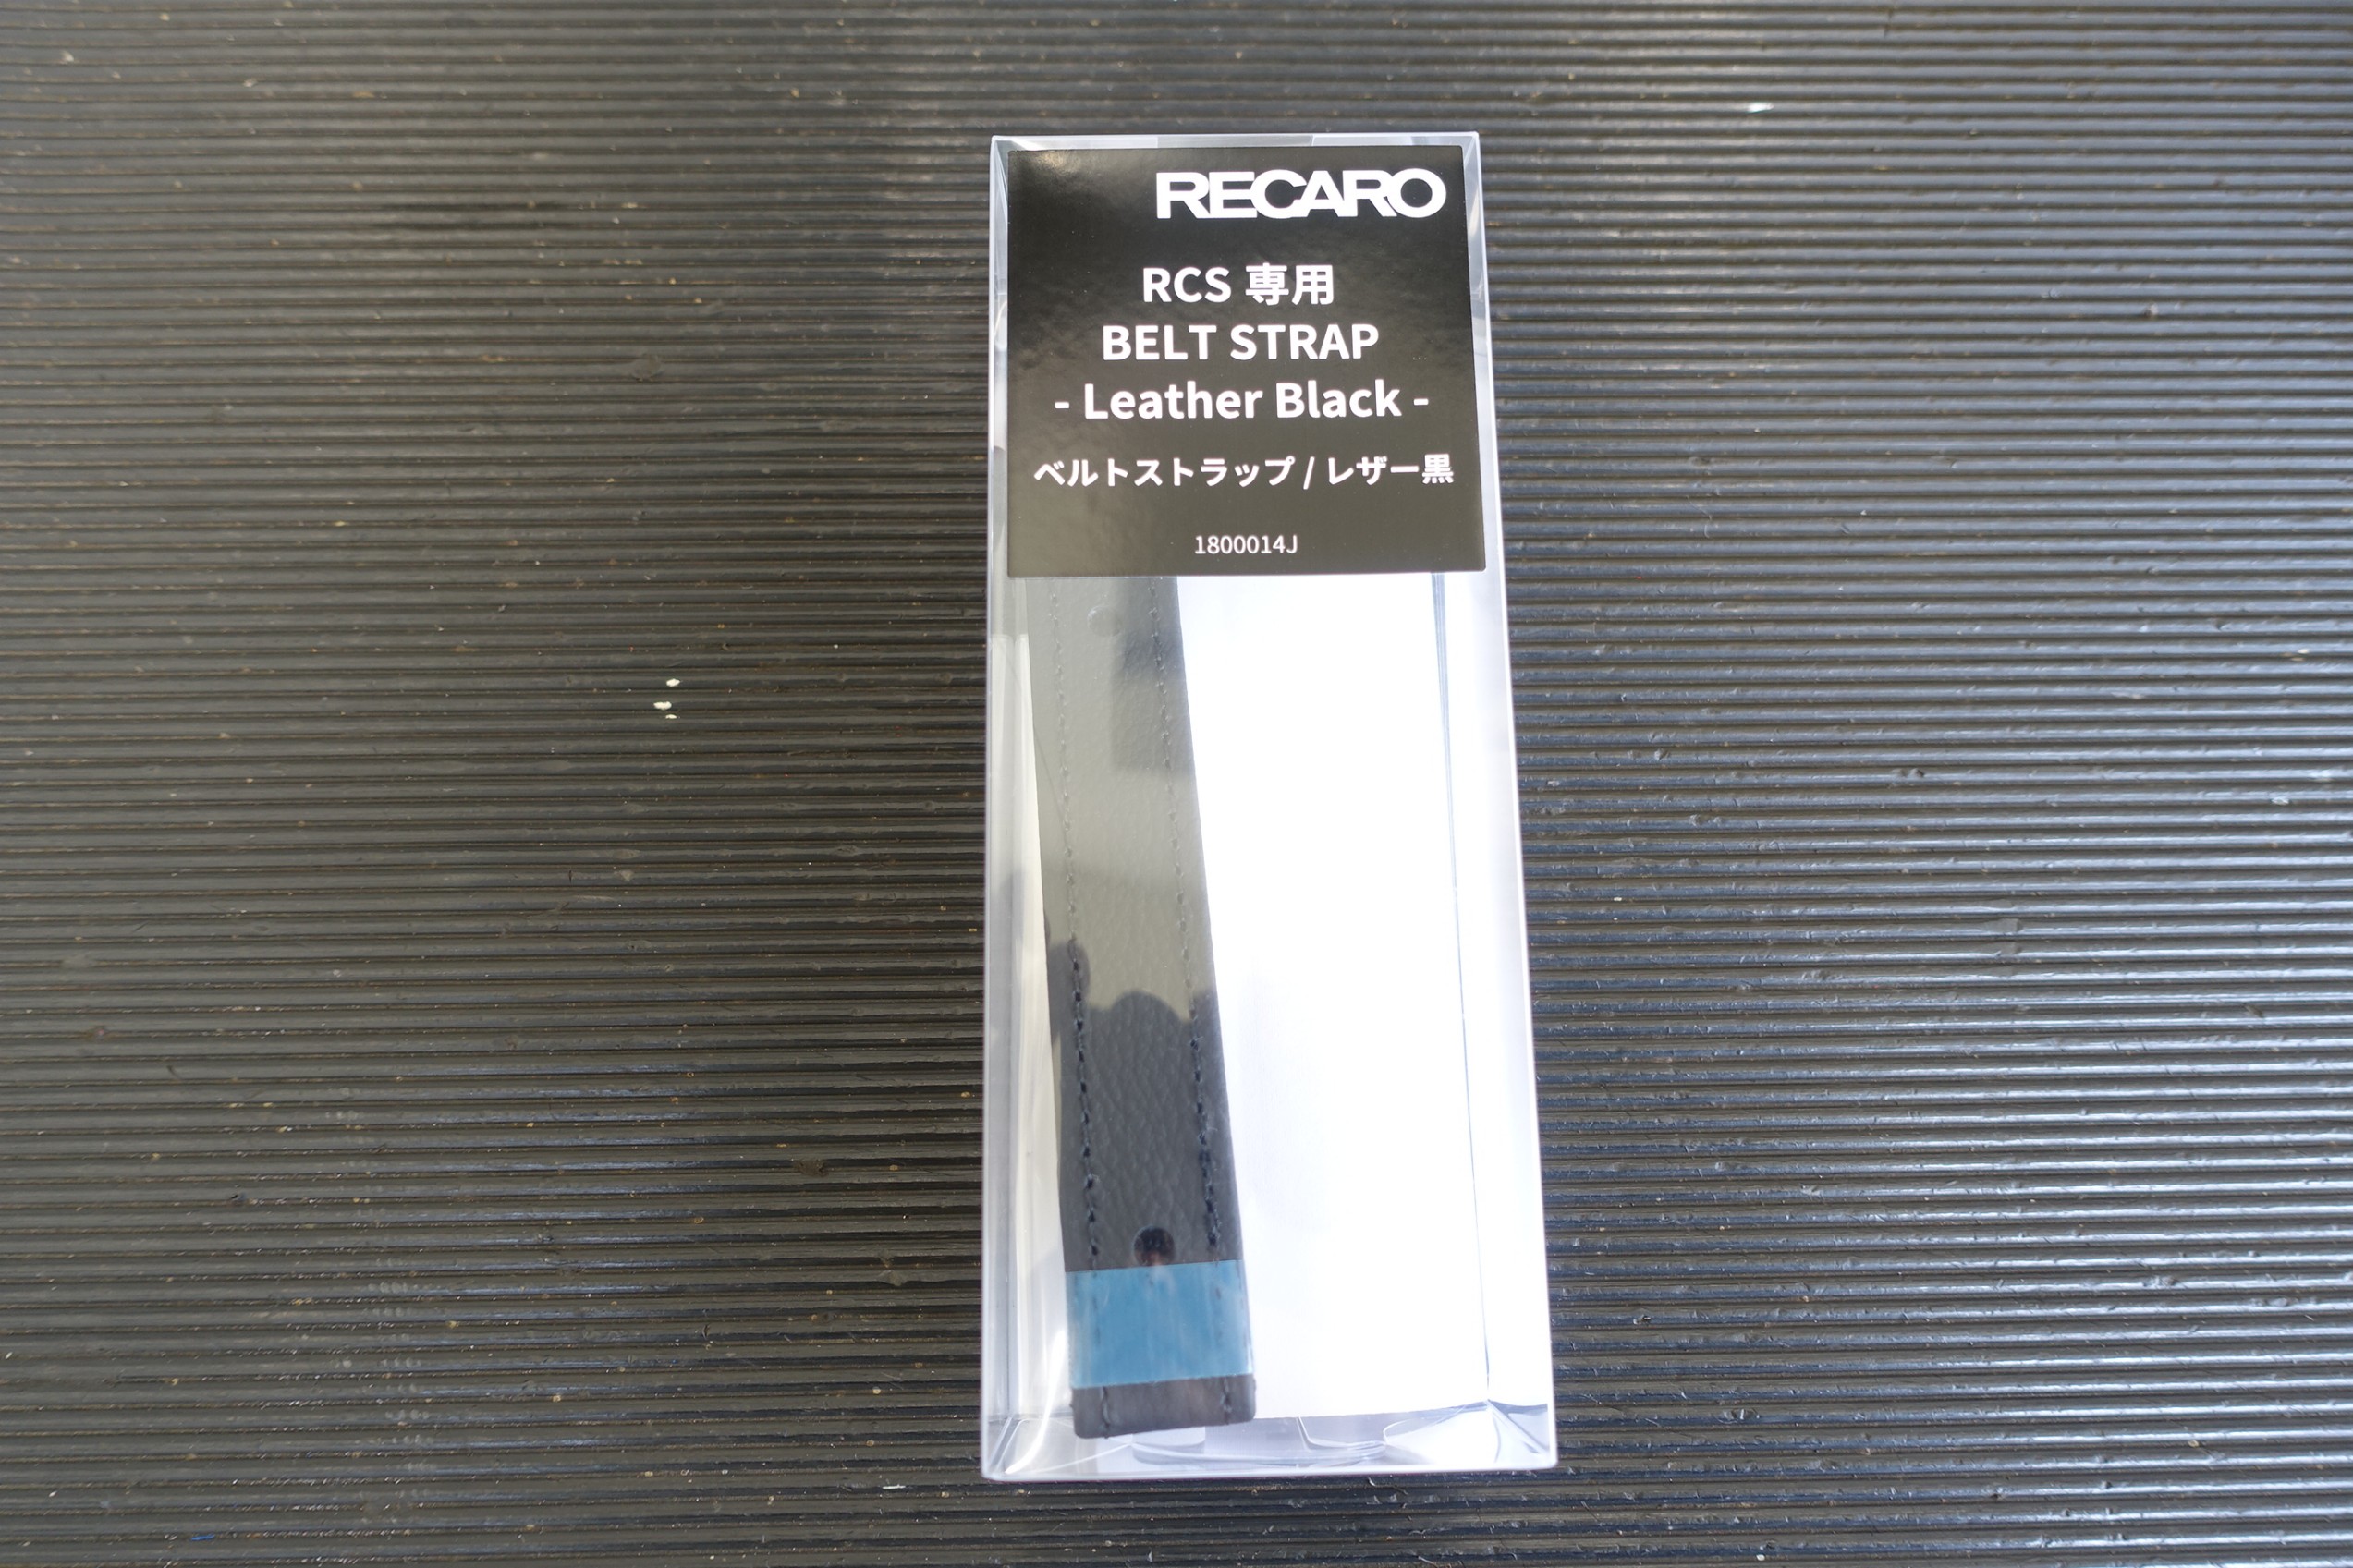 RECARO
RCS 専用
BELT STRAP
- Leather Black -
ベルトストラップ / レザー黒
1800014J